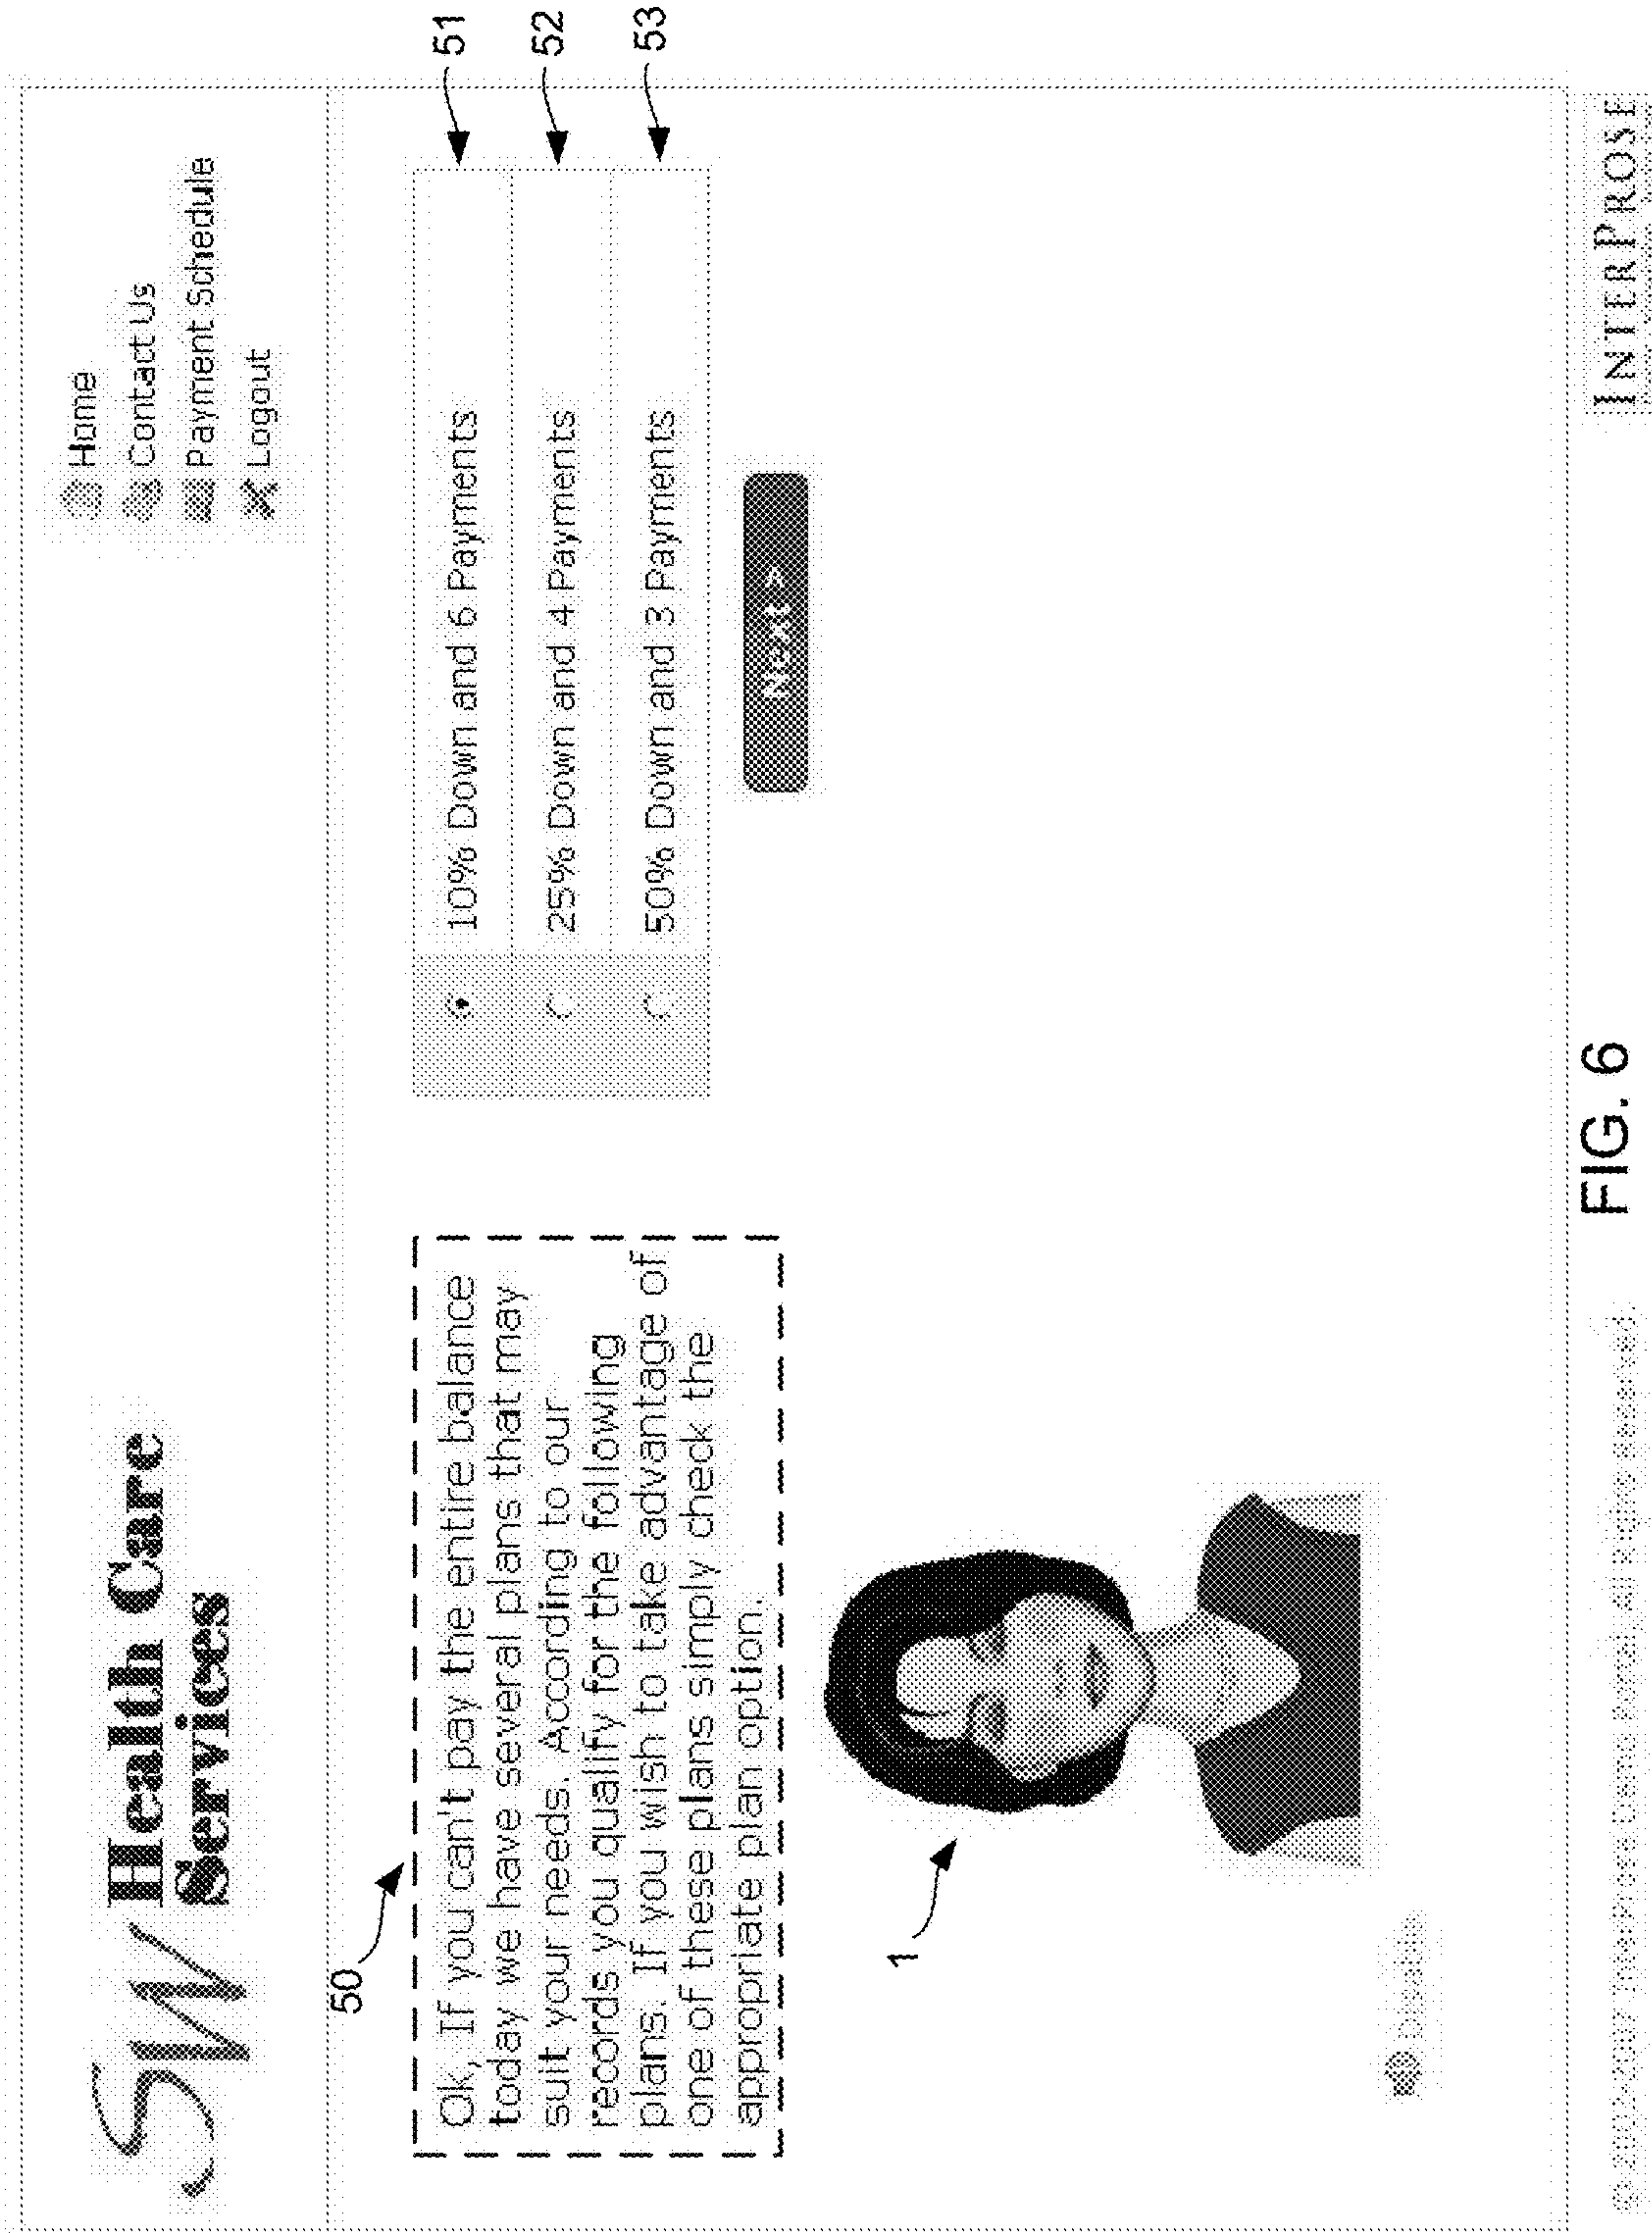 SW Health Care
Services
Home
Contact Us
Payment Schedule
Logout
50
Ok, If you can't pay the entire balance
today we have several plans that may
suit your needs. According to our
records you qualify for the following
plans. If you wish to take advantage of
one of these plans simply check the
appropriate plan option.
10% Down and 6 Payments
51
25% Down and 4 Payments
52
50% Down and 3 Payments
53
Next >
1
Disable
INTERPROSE
FIG. 6
All Rights Reserved.